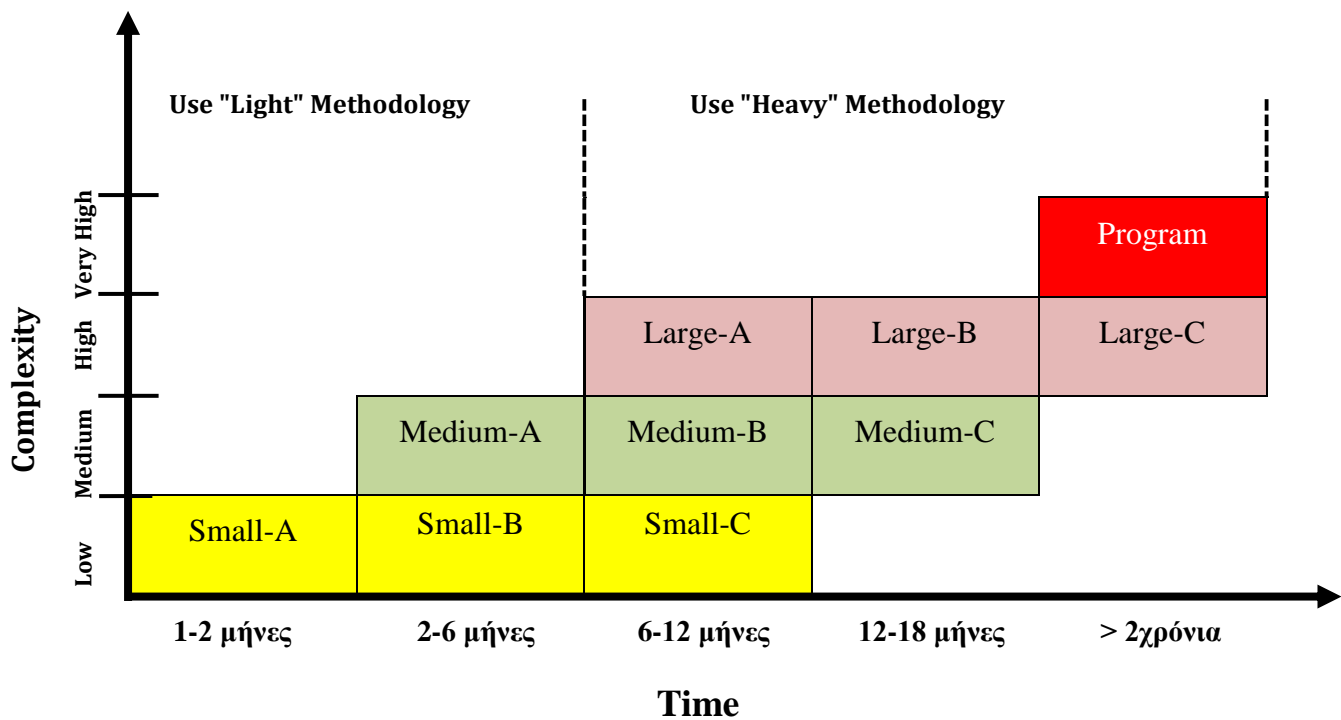 Use "Light" Methodology
Use "Heavy" Methodology
Complexity
Very High
High
Medium
Low
Program
Large-A
Large-B
Large-C
Medium-A
Medium-B
Medium-C
Small-A
Small-B
Small-C
1-2 μήνες
2-6 μήνες
6-12 μήνες
12-18 μήνες
> 2χρόνια
Time